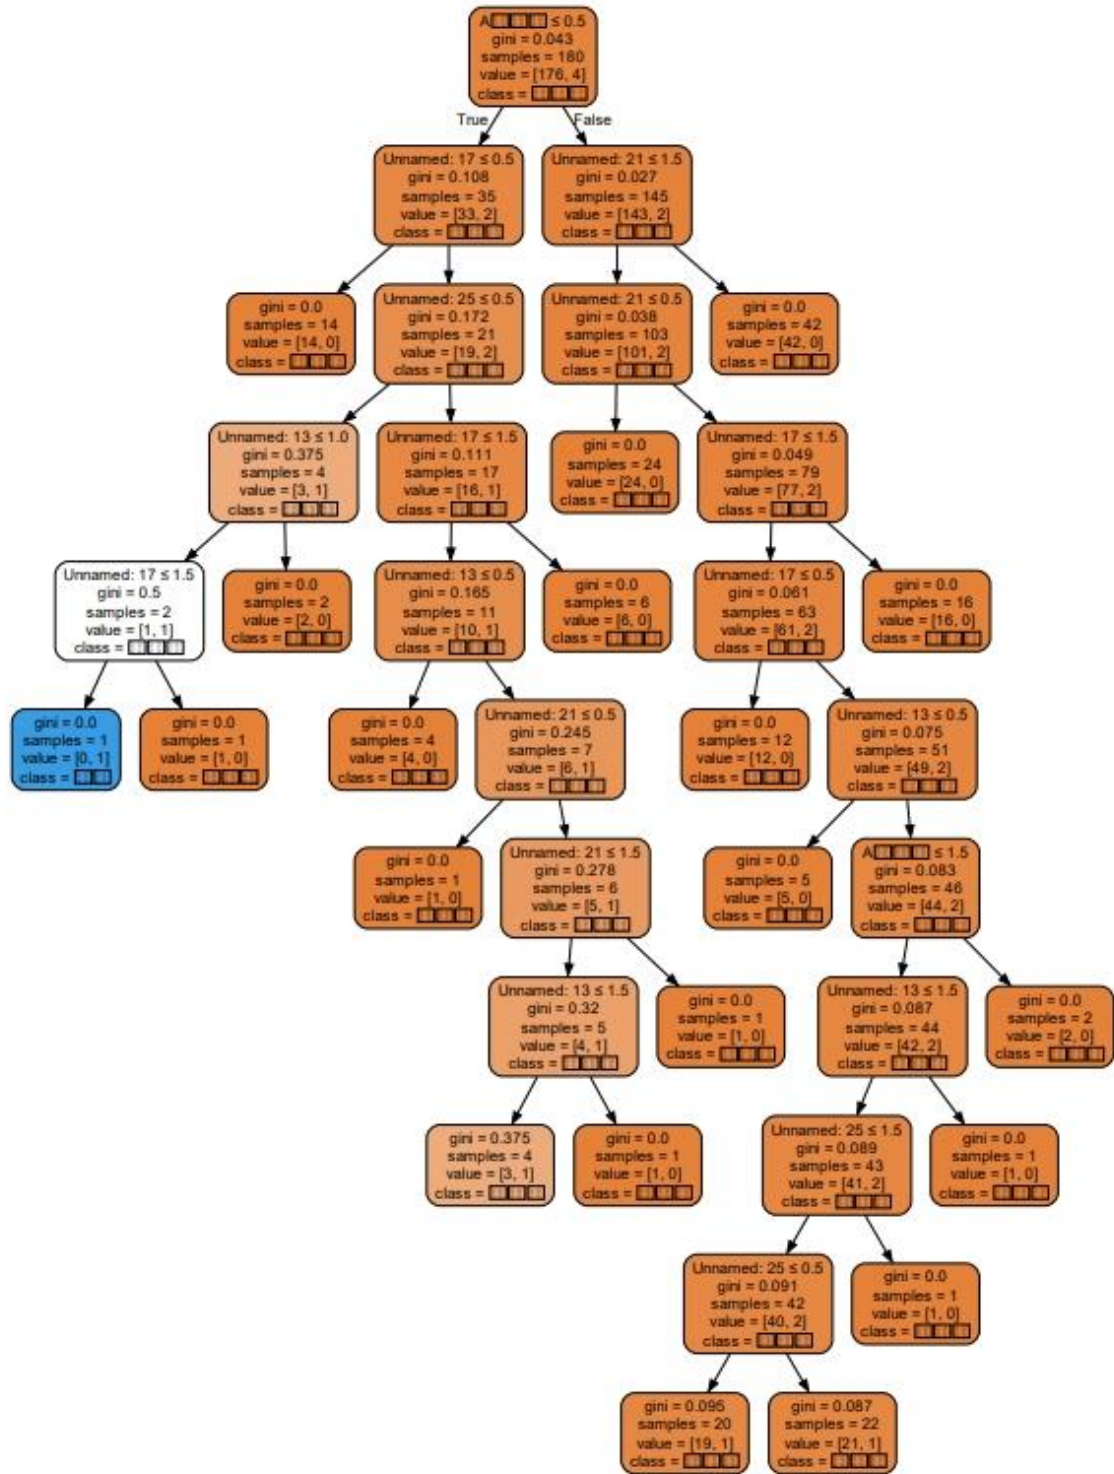 A□□□ ≤ 0.5
gini = 0.043
samples = 180
value = [176, 4]
class = □□□
True
False
Unnamed: 17 ≤ 0.5
gini = 0.108
samples = 35
value = [33, 2]
class = □□□
Unnamed: 21 ≤ 1.5
gini = 0.027
samples = 145
value = [143, 2]
class = □□□
gini = 0.0
samples = 14
value = [14, 0]
class = □□□
Unnamed: 25 ≤ 0.5
gini = 0.172
samples = 21
value = [19, 2]
class = □□□
Unnamed: 21 ≤ 0.5
gini = 0.038
samples = 103
value = [101, 2]
class = □□□
gini = 0.0
samples = 42
value = [42, 0]
class = □□□
Unnamed: 13 ≤ 1.0
gini = 0.375
samples = 4
value = [3, 1]
class = □□□
Unnamed: 17 ≤ 1.5
gini = 0.111
samples = 17
value = [16, 1]
class = □□□
gini = 0.0
samples = 24
value = [24, 0]
class = □□□
Unnamed: 17 ≤ 1.5
gini = 0.049
samples = 79
value = [77, 2]
class = □□□
Unnamed: 17 ≤ 1.5
gini = 0.5
samples = 2
value = [1, 1]
class = □□□
gini = 0.0
samples = 2
value = [2, 0]
class = □□□
Unnamed: 13 ≤ 0.5
gini = 0.165
samples = 11
value = [10, 1]
class = □□□
gini = 0.0
samples = 6
value = [6, 0]
class = □□□
Unnamed: 17 ≤ 0.5
gini = 0.061
samples = 63
value = [61, 2]
class = □□□
gini = 0.0
samples = 16
value = [16, 0]
class = □□□
gini = 0.0
samples = 1
value = [0, 1]
class = □□
gini = 0.0
samples = 1
value = [1, 0]
class = □□□
gini = 0.0
samples = 4
value = [4, 0]
class = □□□
Unnamed: 21 ≤ 0.5
gini = 0.245
samples = 7
value = [6, 1]
class = □□□
gini = 0.0
samples = 12
value = [12, 0]
class = □□□
Unnamed: 13 ≤ 0.5
gini = 0.075
samples = 51
value = [49, 2]
class = □□□
gini = 0.0
samples = 1
value = [1, 0]
class = □□□
Unnamed: 21 ≤ 1.5
gini = 0.278
samples = 6
value = [5, 1]
class = □□□
gini = 0.0
samples = 5
value = [5, 0]
class = □□□
A□□□ ≤ 1.5
gini = 0.083
samples = 46
value = [44, 2]
class = □□□
Unnamed: 13 ≤ 1.5
gini = 0.32
samples = 5
value = [4, 1]
class = □□□
gini = 0.0
samples = 1
value = [1, 0]
class = □□□
Unnamed: 13 ≤ 1.5
gini = 0.087
samples = 44
value = [42, 2]
class = □□□
gini = 0.0
samples = 2
value = [2, 0]
class = □□□
gini = 0.375
samples = 4
value = [3, 1]
class = □□□
gini = 0.0
samples = 1
value = [1, 0]
class = □□□
Unnamed: 25 ≤ 1.5
gini = 0.089
samples = 43
value = [41, 2]
class = □□□
gini = 0.0
samples = 1
value = [1, 0]
class = □□□
Unnamed: 25 ≤ 0.5
gini = 0.091
samples = 42
value = [40, 2]
class = □□□
gini = 0.0
samples = 1
value = [1, 0]
class = □□□
gini = 0.095
samples = 20
value = [19, 1]
class = □□□
gini = 0.087
samples = 22
value = [21, 1]
class = □□□